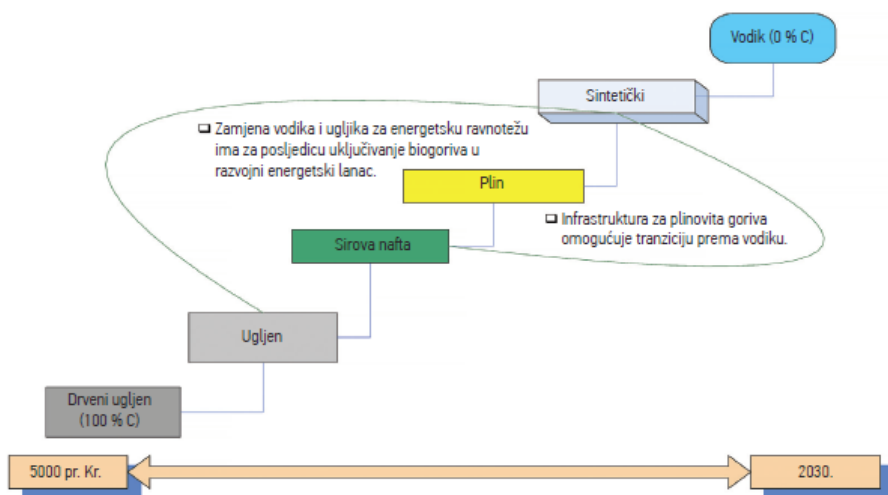 Vodik (0 % C)
Sintetički
❑ Zamjena vodika i ugljika za energetsku ravnotežu
ima za posljedicu uključivanje biogoriva u
razvojni energetski lanac.
Plin
❑ Infrastruktura za plinovita goriva
omogućuje tranziciju prema vodiku.
Sirova nafta
Ugljen
Drveni ugljen
(100 % C)
5000 pr. Kr.
2030.